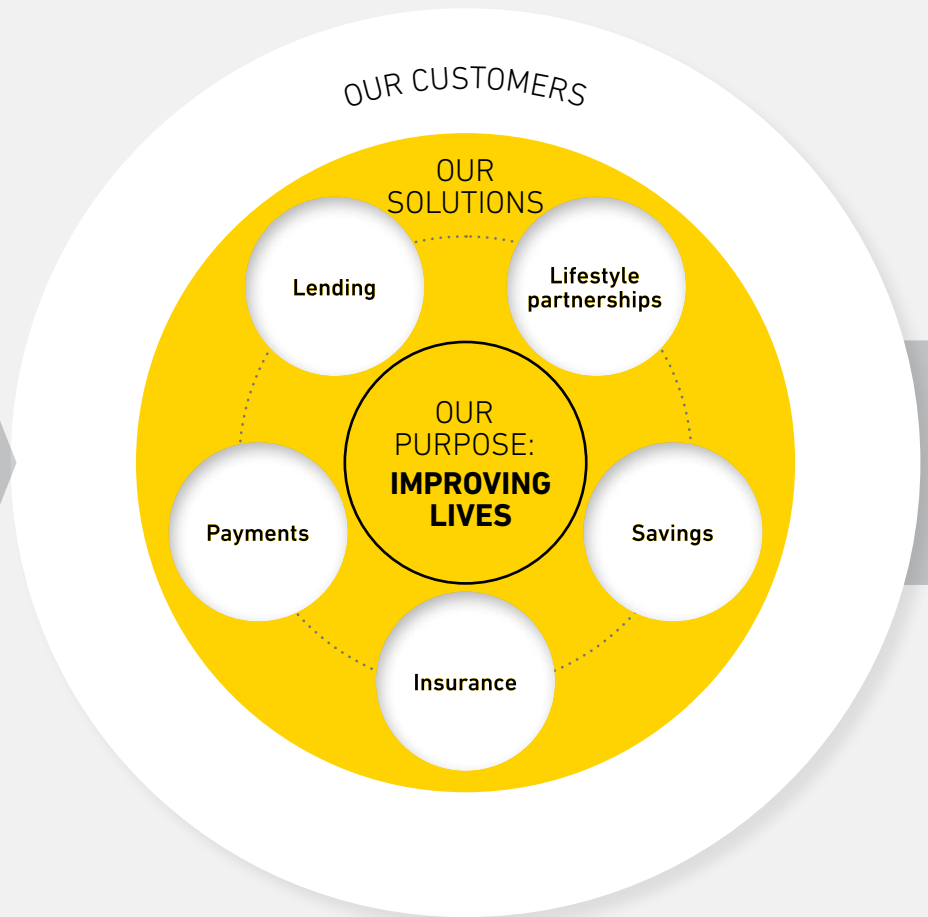 OUR CUSTOMERS
OUR
SOLUTIONS
Lending
Lifestyle
partnerships
OUR
PURPOSE:
IMPROVING
LIVES
Payments
Savings
Insurance